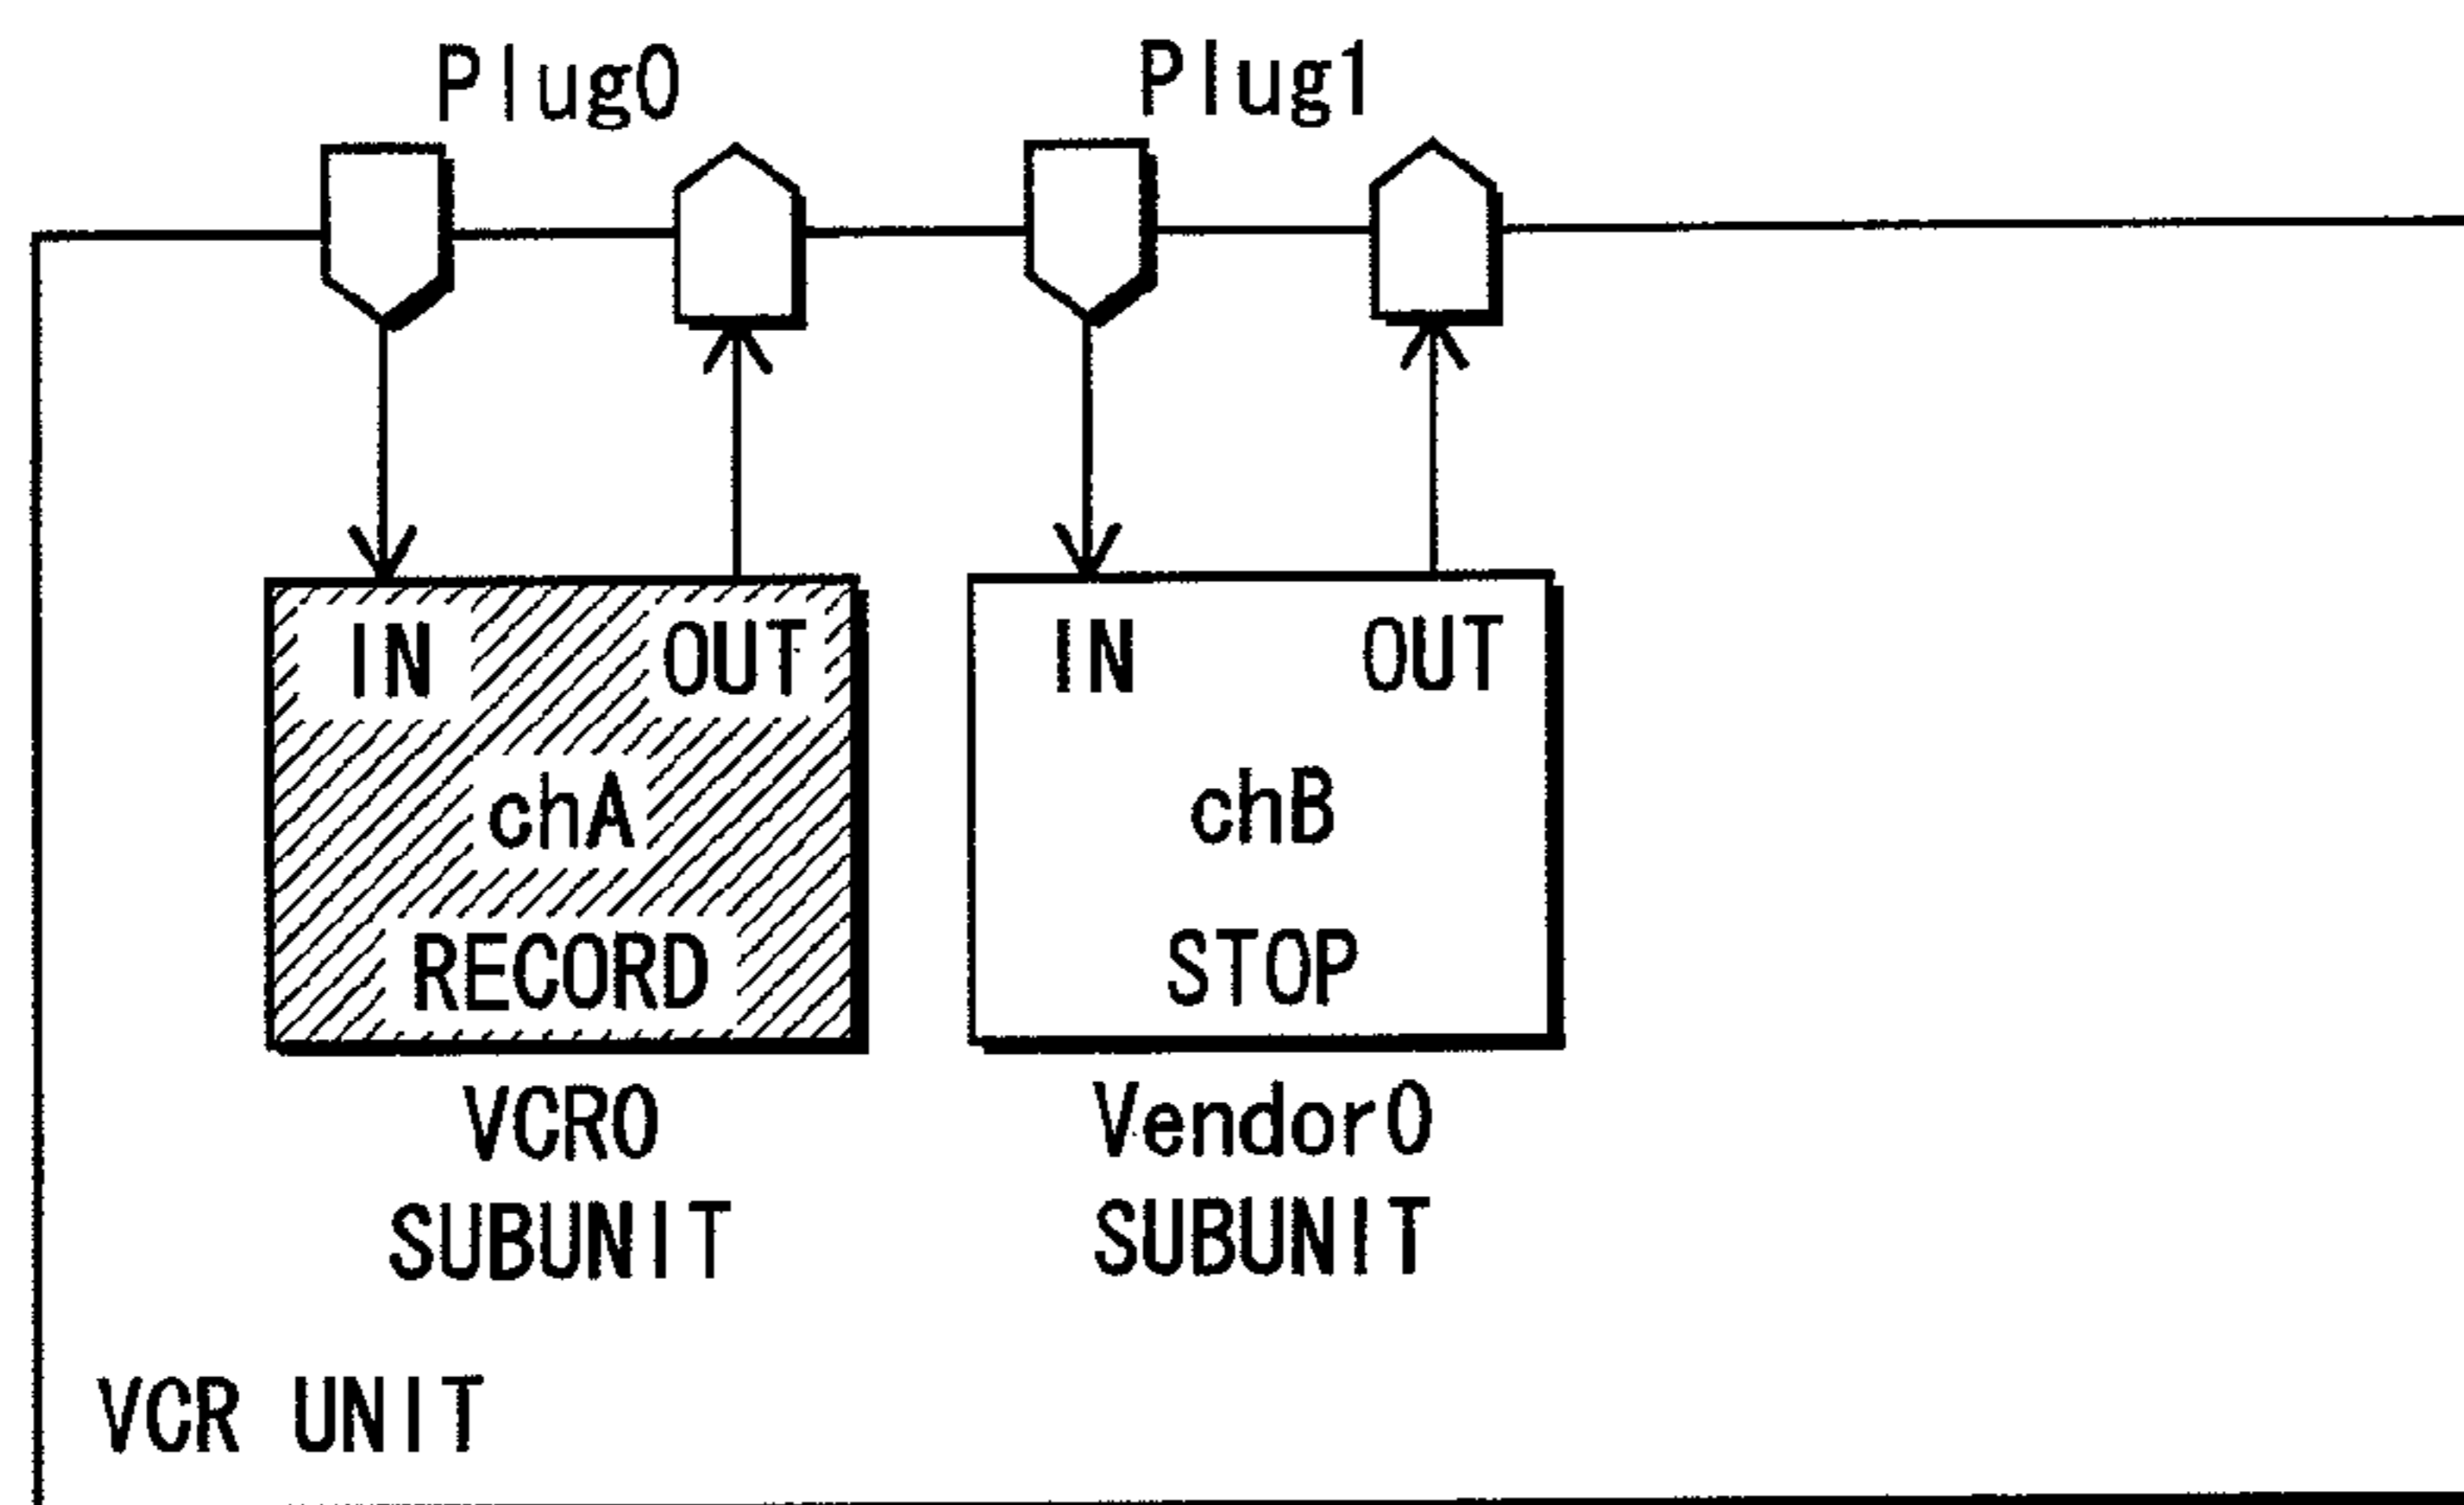 Plug0 Plug1
IN OUT IN OUT
chA chB
RECORD STOP
VCR0 Vendor0
SUBUNIT SUBUNIT
VCR UNIT